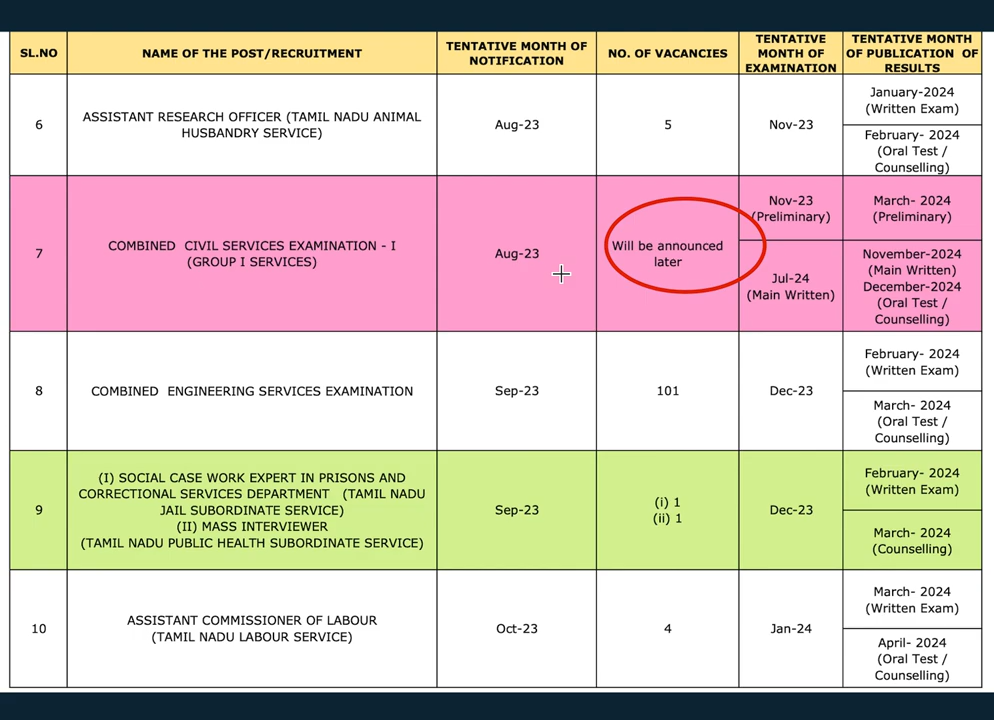 SL.NO
NAME OF THE POST/RECRUITMENT
TENTATIVE MONTH OF
NOTIFICATION
NO. OF VACANCIES
TENTATIVE
MONTH OF
EXAMINATION
TENTATIVE MONTH
OF PUBLICATION OF
RESULTS
6
ASSISTANT RESEARCH OFFICER (TAMIL NADU ANIMAL
HUSBANDRY SERVICE)
Aug-23
5
Nov-23
January-2024
(Written Exam)
February- 2024
(Oral Test /
Counselling)
7
COMBINED CIVIL SERVICES EXAMINATION - I
(GROUP I SERVICES)
Aug-23
Will be announced
later
Nov-23
(Preliminary)
Jul-24
(Main Written)
March- 2024
(Preliminary)
November-2024
(Main Written)
December-2024
(Oral Test /
Counselling)
8
COMBINED ENGINEERING SERVICES EXAMINATION
Sep-23
101
Dec-23
February- 2024
(Written Exam)
March- 2024
(Oral Test /
Counselling)
9
(I) SOCIAL CASE WORK EXPERT IN PRISONS AND
CORRECTIONAL SERVICES DEPARTMENT (TAMIL NADU
JAIL SUBORDINATE SERVICE)
(II) MASS INTERVIEWER
(TAMIL NADU PUBLIC HEALTH SUBORDINATE SERVICE)
Sep-23
(i) 1
(ii) 1
Dec-23
February- 2024
(Written Exam)
March- 2024
(Counselling)
10
ASSISTANT COMMISSIONER OF LABOUR
(TAMIL NADU LABOUR SERVICE)
Oct-23
4
Jan-24
March- 2024
(Written Exam)
April- 2024
(Oral Test /
Counselling)